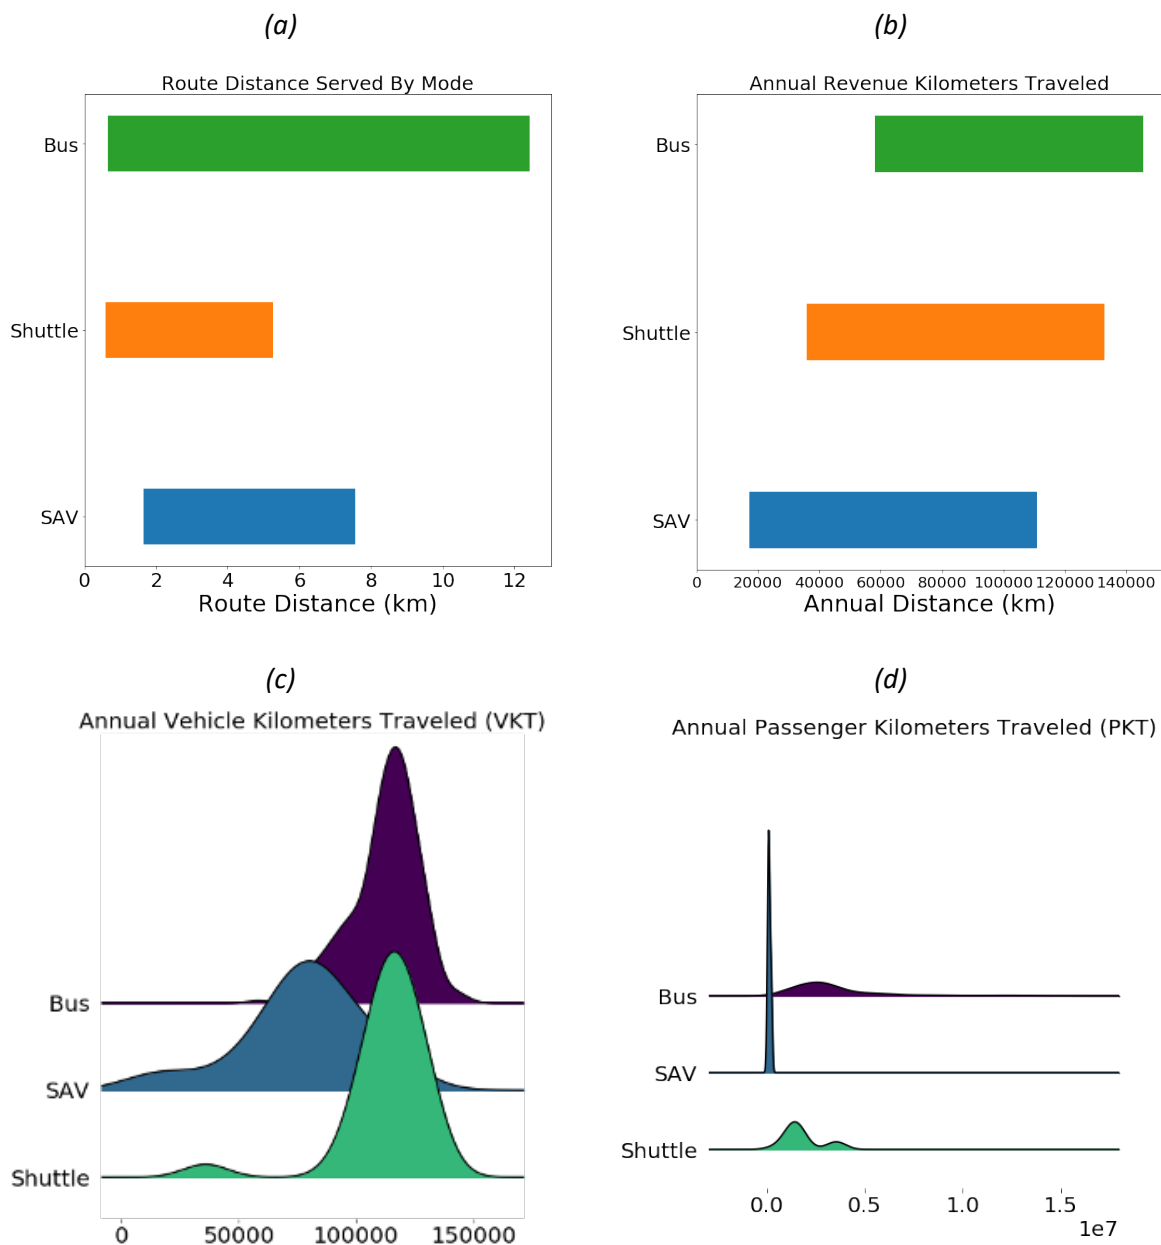 (a)
Route Distance Served By Mode
Bus
Shuttle
SAV
0 2 4 6 8 10 12
Route Distance (km)
(b)
Annual Revenue Kilometers Traveled
Bus
Shuttle
SAV
0 20000 40000 60000 80000 100000 120000 140000
Annual Distance (km)
(c)
Annual Vehicle Kilometers Traveled (VKT)
Bus
SAV
Shuttle
0 50000 100000 150000
(d)
Annual Passenger Kilometers Traveled (PKT)
Bus
SAV
Shuttle
0.0 0.5 1.0 1.5
1e7